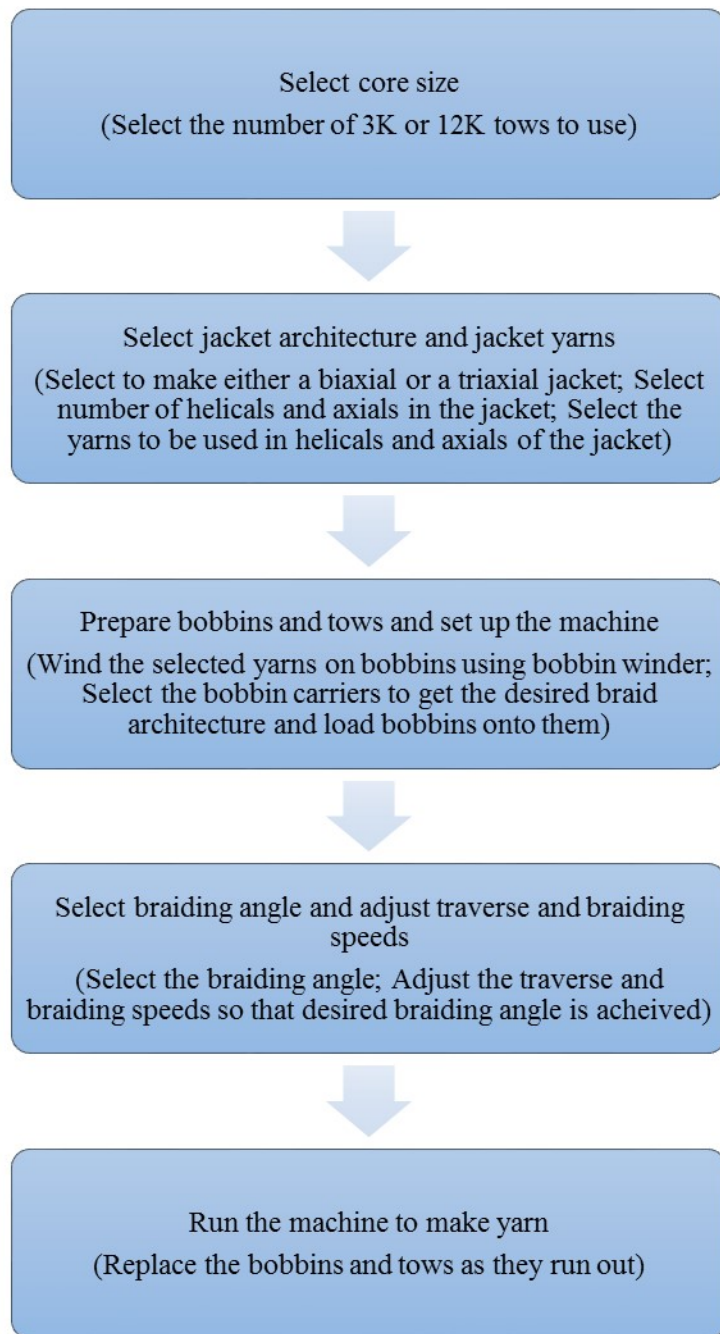 Select core size
(Select the number of 3K or 12K tows to use)
Select jacket architecture and jacket yarns
(Select to make either a biaxial or a triaxial jacket; Select
number of helicals and axials in the jacket; Select the
yarns to be used in helicals and axials of the jacket)
Prepare bobbins and tows and set up the machine
(Wind the selected yarns on bobbins using bobbin winder;
Select the bobbin carriers to get the desired braid
architecture and load bobbins onto them)
Select braiding angle and adjust traverse and braiding
speeds
(Select the braiding angle; Adjust the traverse and
braiding speeds so that desired braiding angle is acheived)
Run the machine to make yarn
(Replace the bobbins and tows as they run out)